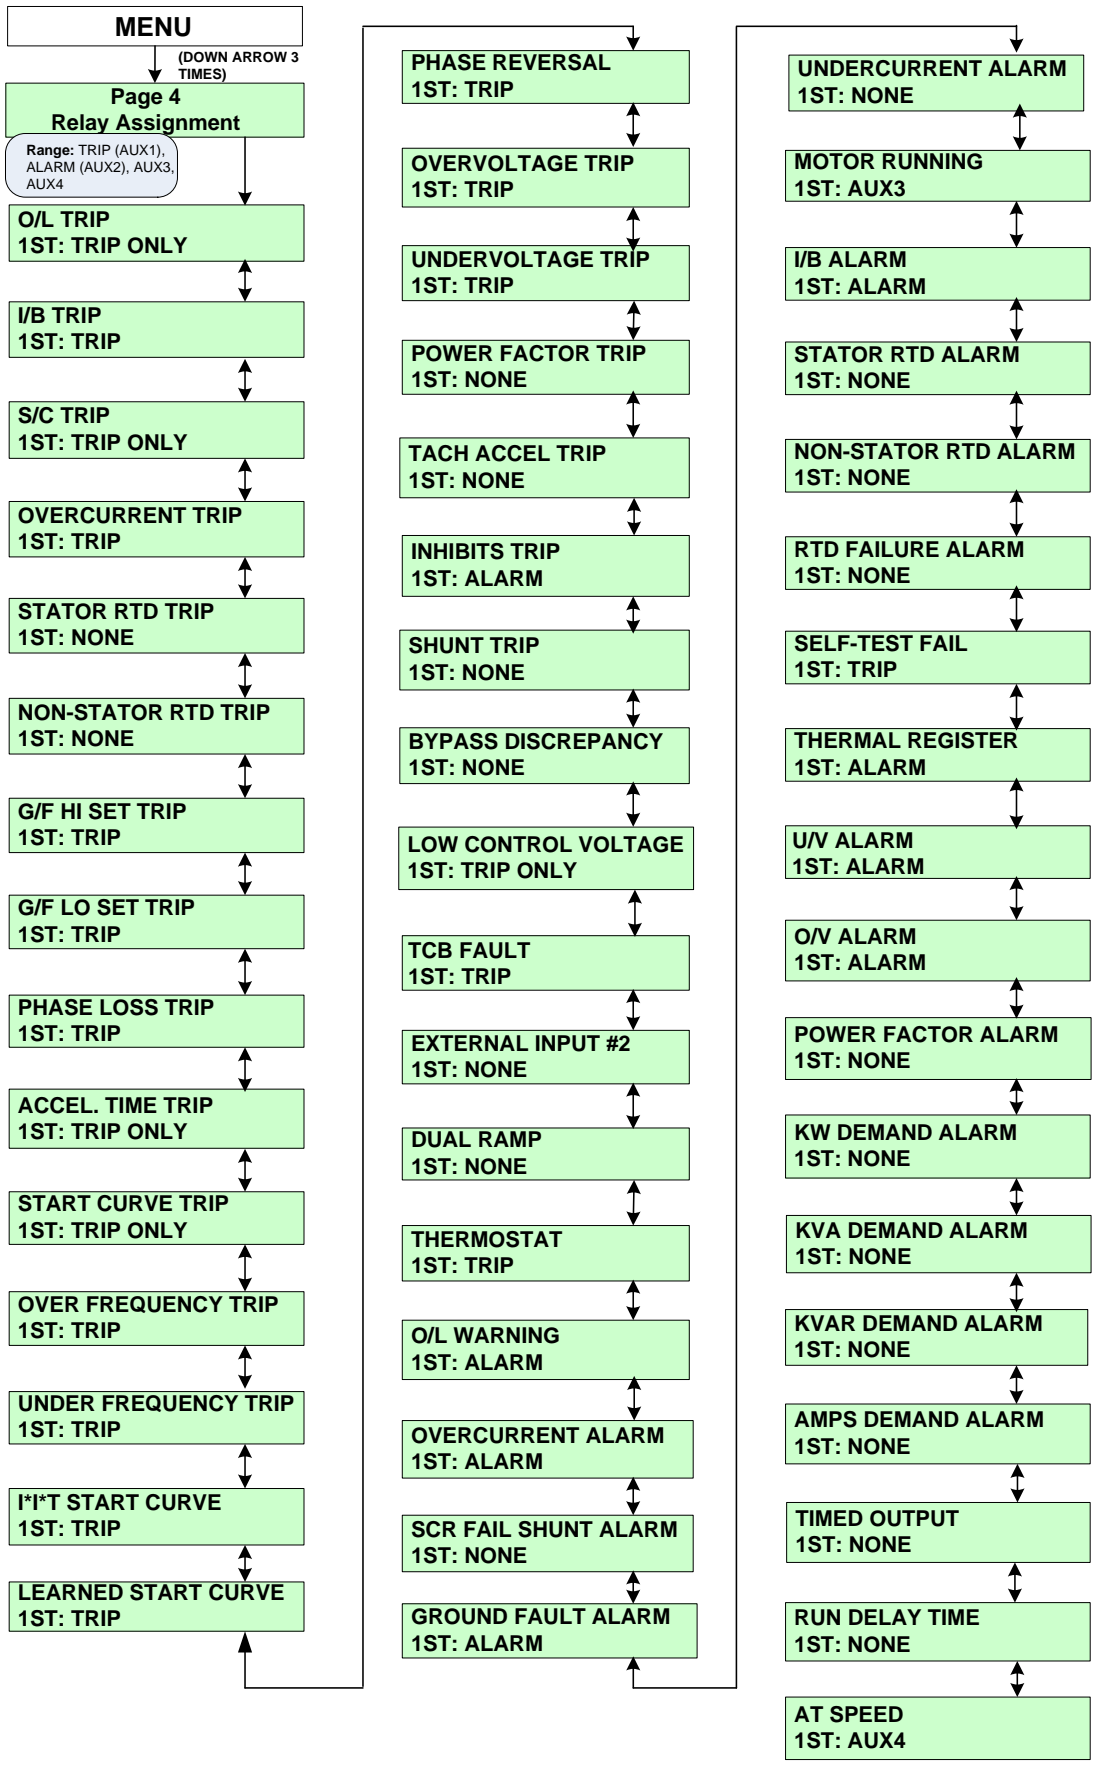 MENU
(DOWN ARROW 3
TIMES)
Page 4
Relay Assignment
Range: TRIP (AUX1),
ALARM (AUX2), AUX3,
AUX4
O/L TRIP
1ST: TRIP ONLY
I/B TRIP
1ST: TRIP
S/C TRIP
1ST: TRIP ONLY
OVERCURRENT TRIP
1ST: TRIP
STATOR RTD TRIP
1ST: NONE
NON-STATOR RTD TRIP
1ST: NONE
G/F HI SET TRIP
1ST: TRIP
G/F LO SET TRIP
1ST: TRIP
PHASE LOSS TRIP
1ST: TRIP
ACCEL. TIME TRIP
1ST: TRIP ONLY
START CURVE TRIP
1ST: TRIP ONLY
OVER FREQUENCY TRIP
1ST: TRIP
UNDER FREQUENCY TRIP
1ST: TRIP
I*I*T START CURVE
1ST: TRIP
LEARNED START CURVE
1ST: TRIP
PHASE REVERSAL
1ST: TRIP
OVERVOLTAGE TRIP
1ST: TRIP
UNDERVOLTAGE TRIP
1ST: TRIP
POWER FACTOR TRIP
1ST: NONE
TACH ACCEL TRIP
1ST: NONE
INHIBITS TRIP
1ST: ALARM
SHUNT TRIP
1ST: NONE
BYPASS DISCREPANCY
1ST: NONE
LOW CONTROL VOLTAGE
1ST: TRIP ONLY
TCB FAULT
1ST: TRIP
EXTERNAL INPUT #2
1ST: NONE
DUAL RAMP
1ST: NONE
THERMOSTAT
1ST: TRIP
O/L WARNING
1ST: ALARM
OVERCURRENT ALARM
1ST: ALARM
SCR FAIL SHUNT ALARM
1ST: NONE
GROUND FAULT ALARM
1ST: ALARM
UNDERCURRENT ALARM
1ST: NONE
MOTOR RUNNING
1ST: AUX3
I/B ALARM
1ST: ALARM
STATOR RTD ALARM
1ST: NONE
NON-STATOR RTD ALARM
1ST: NONE
RTD FAILURE ALARM
1ST: NONE
SELF-TEST FAIL
1ST: TRIP
THERMAL REGISTER
1ST: ALARM
U/V ALARM
1ST: ALARM
O/V ALARM
1ST: ALARM
POWER FACTOR ALARM
1ST: NONE
KW DEMAND ALARM
1ST: NONE
KVA DEMAND ALARM
1ST: NONE
KVAR DEMAND ALARM
1ST: NONE
AMPS DEMAND ALARM
1ST: NONE
TIMED OUTPUT
1ST: NONE
RUN DELAY TIME
1ST: NONE
AT SPEED
1ST: AUX4